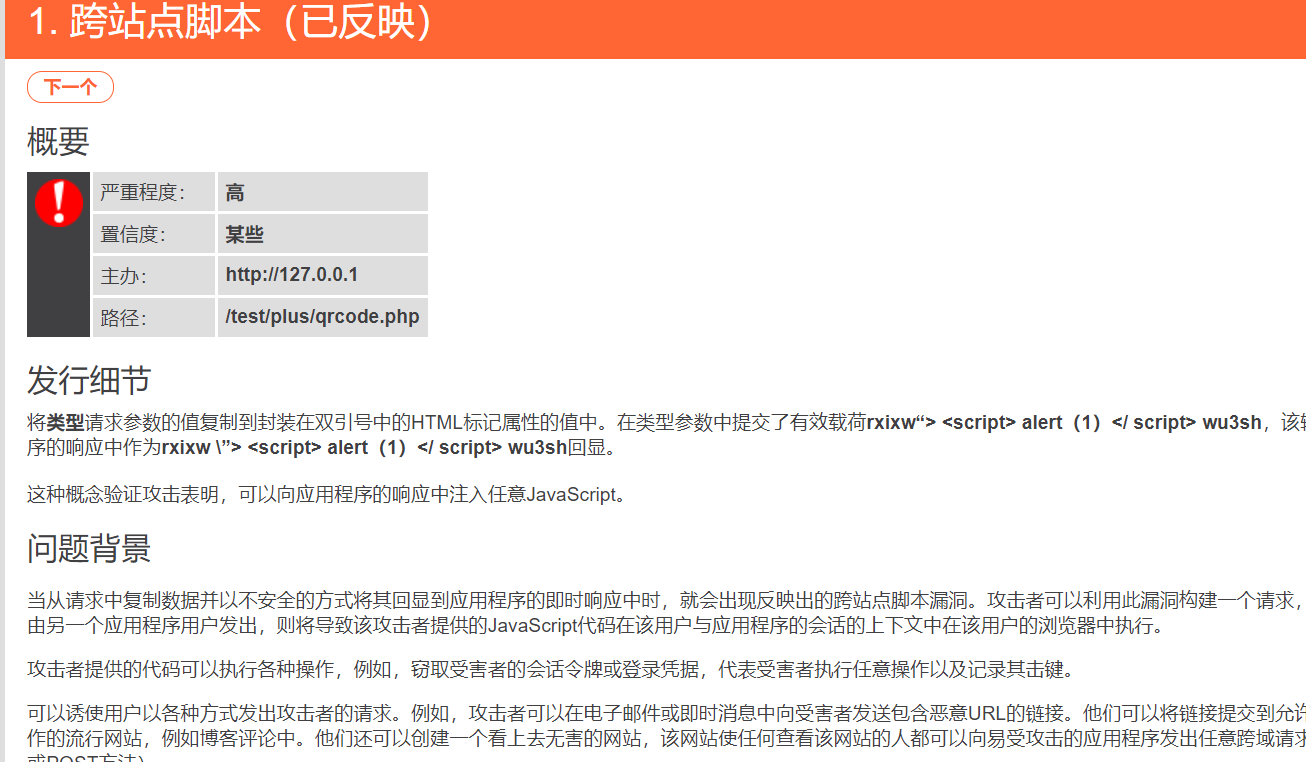 1. 跨站点脚本（已反映）
下一个
概要
严重程度： 高
置信度： 某些
主办： http://127.0.0.1
路径： /test/plus/qrcode.php
发行细节
将类型请求参数的值复制到封装在双引号中的HTML标记属性的值中。在类型参数中提交了有效载荷rxixw“> <script> alert（1）</ script> wu3sh，该
序的响应中作为rxixw \”> <script> alert（1）</ script> wu3sh回显。
这种概念验证攻击表明，可以向应用程序的响应中注入任意JavaScript。
问题背景
当从请求中复制数据并以不安全的方式将其回显到应用程序的即时响应中时，就会出现反映出的跨站点脚本漏洞。攻击者可以利用此漏洞构建一个请求，
由另一个应用程序用户发出，则将导致该攻击者提供的JavaScript代码在该用户与应用程序的会话的上下文中在该用户的浏览器中执行。
攻击者提供的代码可以执行各种操作，例如，窃取受害者的会话令牌或登录凭据，代表受害者执行任意操作以及记录其击键。
可以诱使用户以各种方式发出攻击者的请求。例如，攻击者可以在电子邮件或即时消息中向受害者发送包含恶意URL的链接。他们可以将链接提交到允许
作的流行网站，例如博客评论中。他们还可以创建一个看上去无害的网站，该网站使任何查看该网站的人都可以向易受攻击的应用程序发出任意跨域请求
或POST方法）